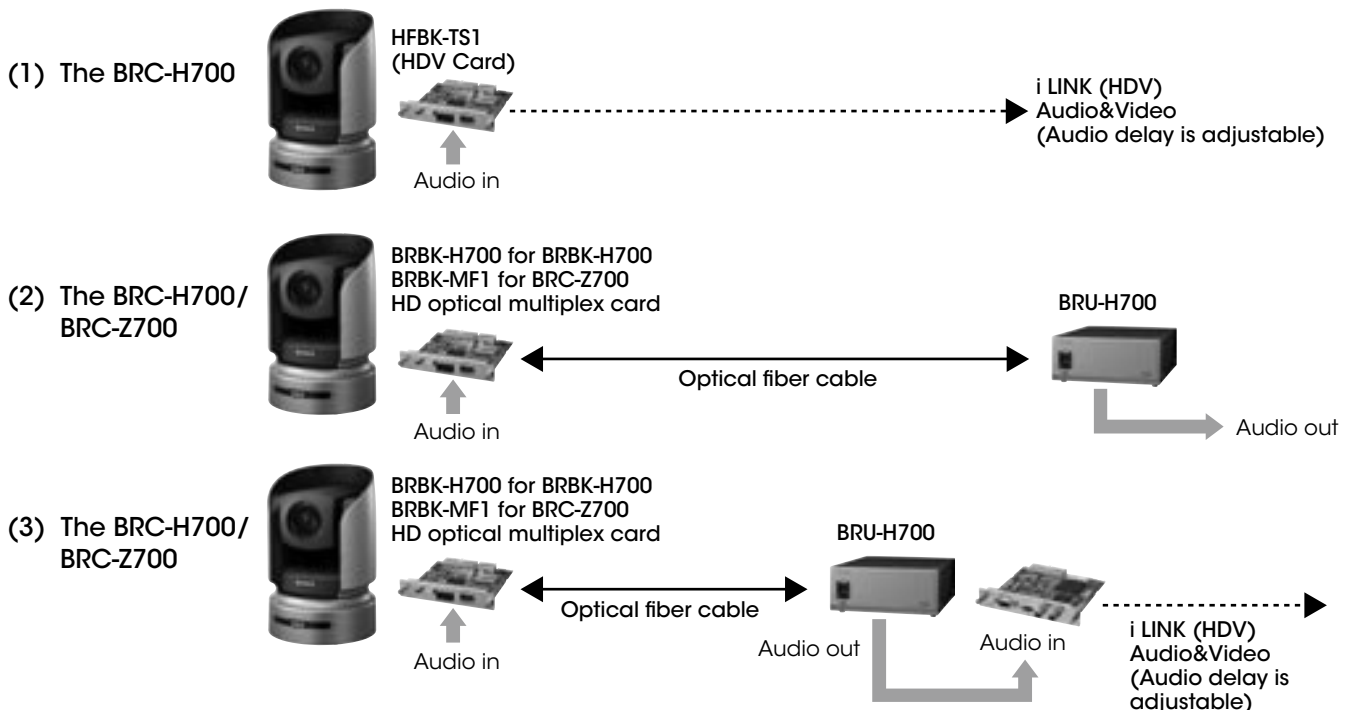 (1) The BRC-H700
HFBK-TS1
(HDV Card)
Audio in
i LINK (HDV)
Audio&Video
(Audio delay is adjustable)
(2) The BRC-H700/
BRC-Z700
BRBK-H700 for BRBK-H700
BRBK-MF1 for BRC-Z700
HD optical multiplex card
Audio in
Optical fiber cable
BRU-H700
Audio out
(3) The BRC-H700/
BRC-Z700
BRBK-H700 for BRBK-H700
BRBK-MF1 for BRC-Z700
HD optical multiplex card
Audio in
Optical fiber cable
BRU-H700
Audio out
Audio in
i LINK (HDV)
Audio&Video
(Audio delay is
adjustable)